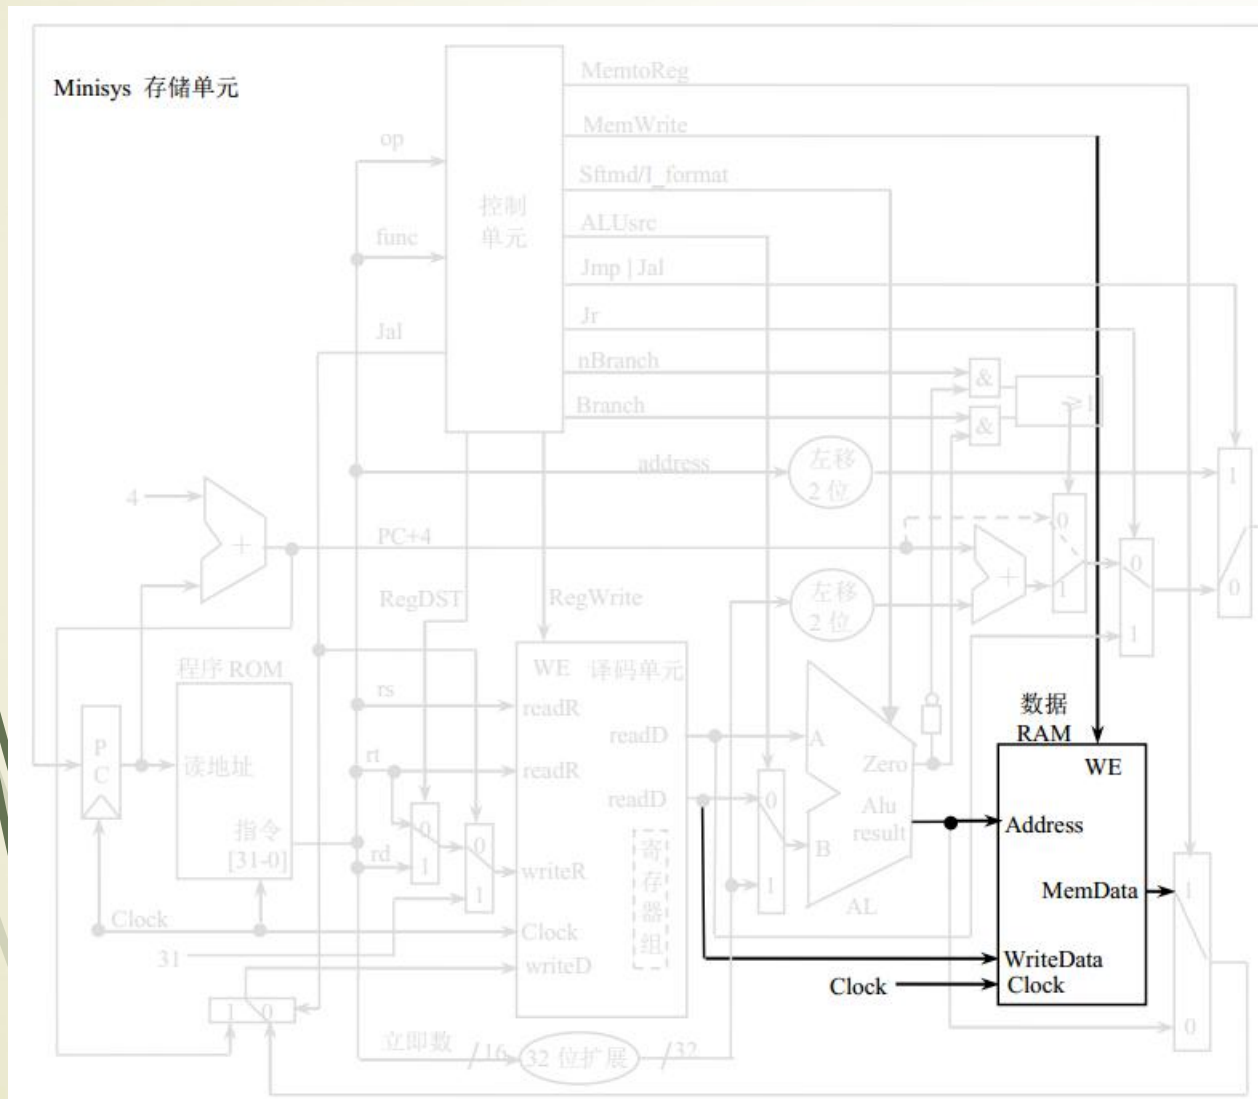 Minisys 存储单元
MemtoReg
MemWrite
op
Sftmd/I_format
控制
单元
ALUsrc
func
Jmp | Jal
Jr
Jal
nBranch
&
Branch
≥1
&
address
左移
2 位
1
4
PC+4
0
+
+
0
RegDST
RegWrite
左移
2 位
1
0
1
程序 ROM
WE 译码单元
rs
readR
数据
RAM
P
C
readD
A
WE
读地址
rt
readR
Zero
readD
0
Alu
result
指令
[31-0]
0
0
Address
寄
存
器
组
B
rd
1
writeR
1
MemData
1
1
AL
Clock
Clock
31
writeD
WriteData
Clock
Clock
1 0
0
立即数
/16
32 位扩展
/32